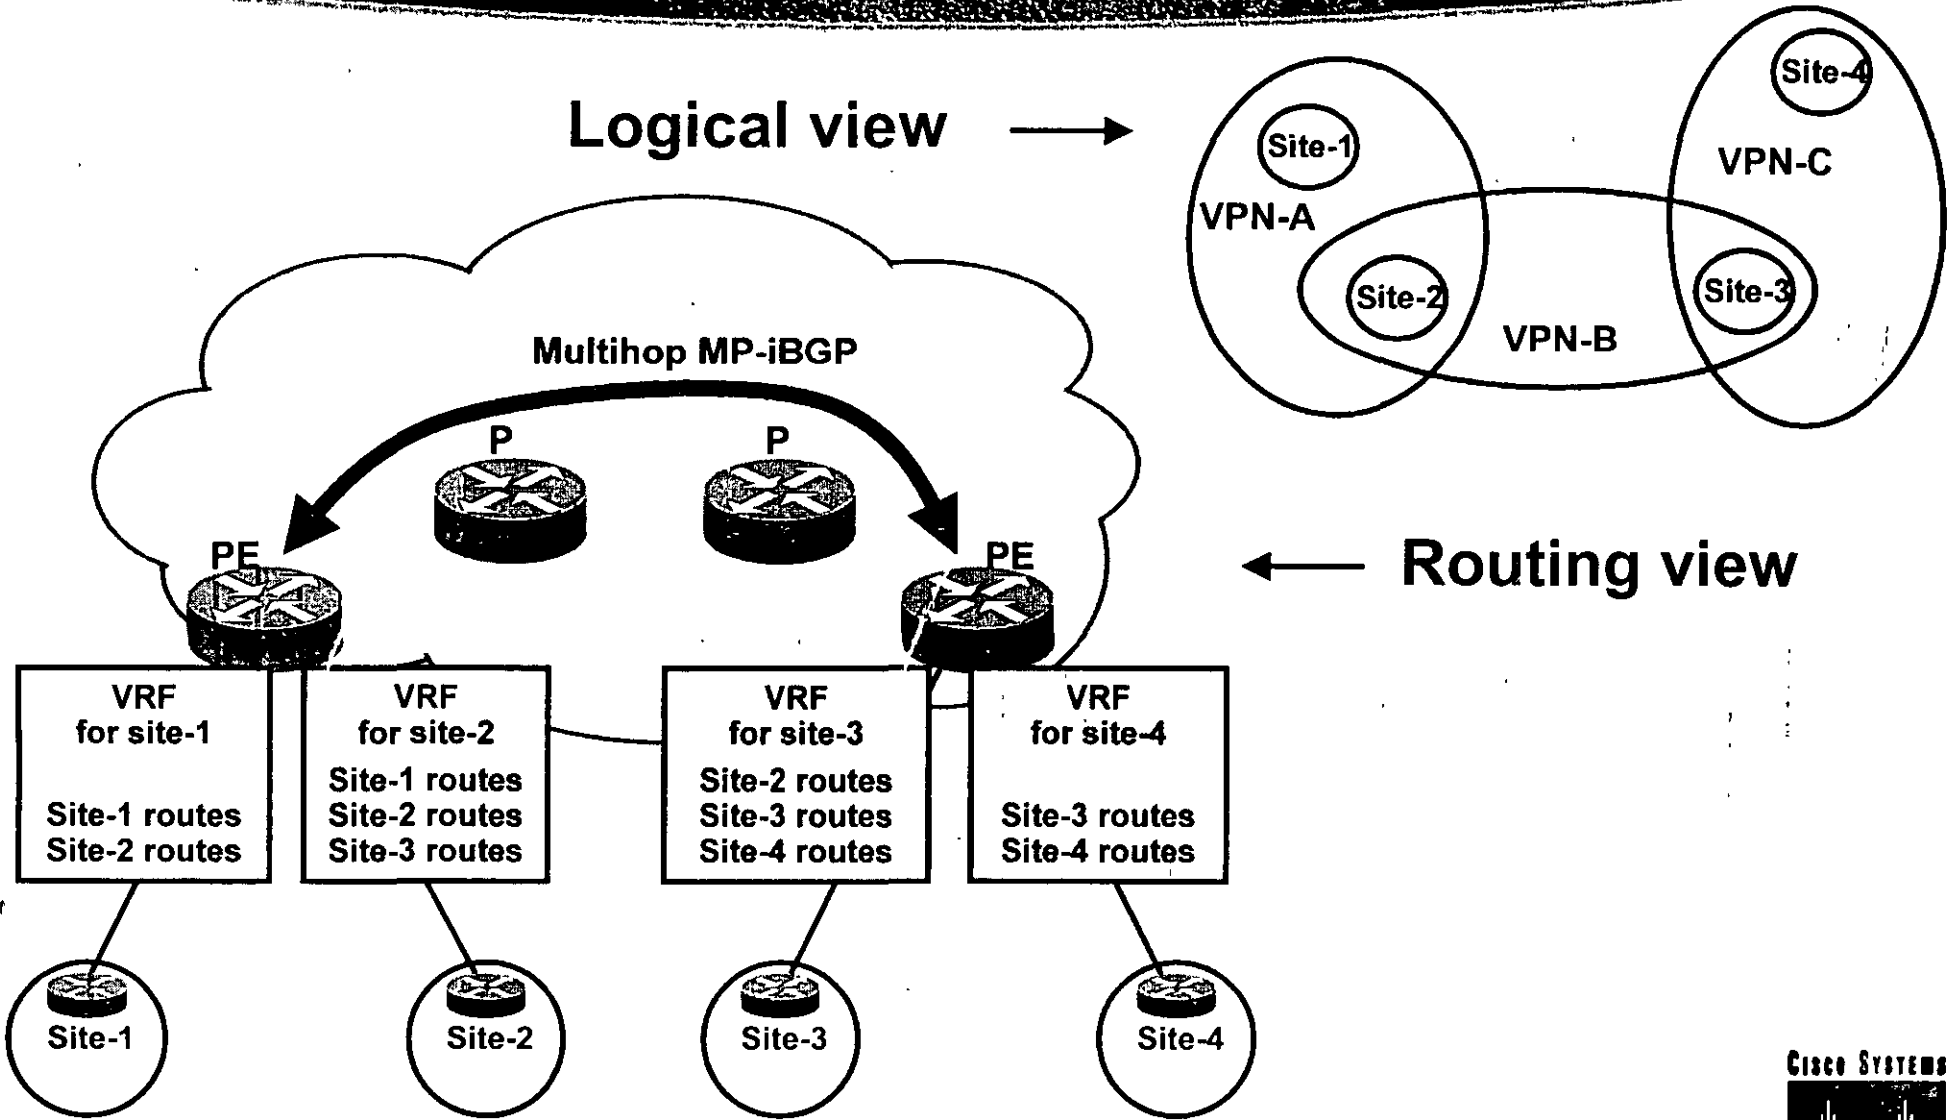 Logical view
Site-4
Site-1
VPN-C
VPN-A
Site-2
Site-3
VPN-B
Multihop MP-iBGP
P
P
PE
PE
Routing view
VRF
for site-1
Site-1 routes
Site-2 routes
VRF
for site-2
Site-1 routes
Site-2 routes
Site-3 routes
VRF
for site-3
Site-2 routes
Site-3 routes
Site-4 routes
VRF
for site-4
Site-3 routes
Site-4 routes
Site-1
Site-2
Site-3
Site-4
CISCO SYSTEMS